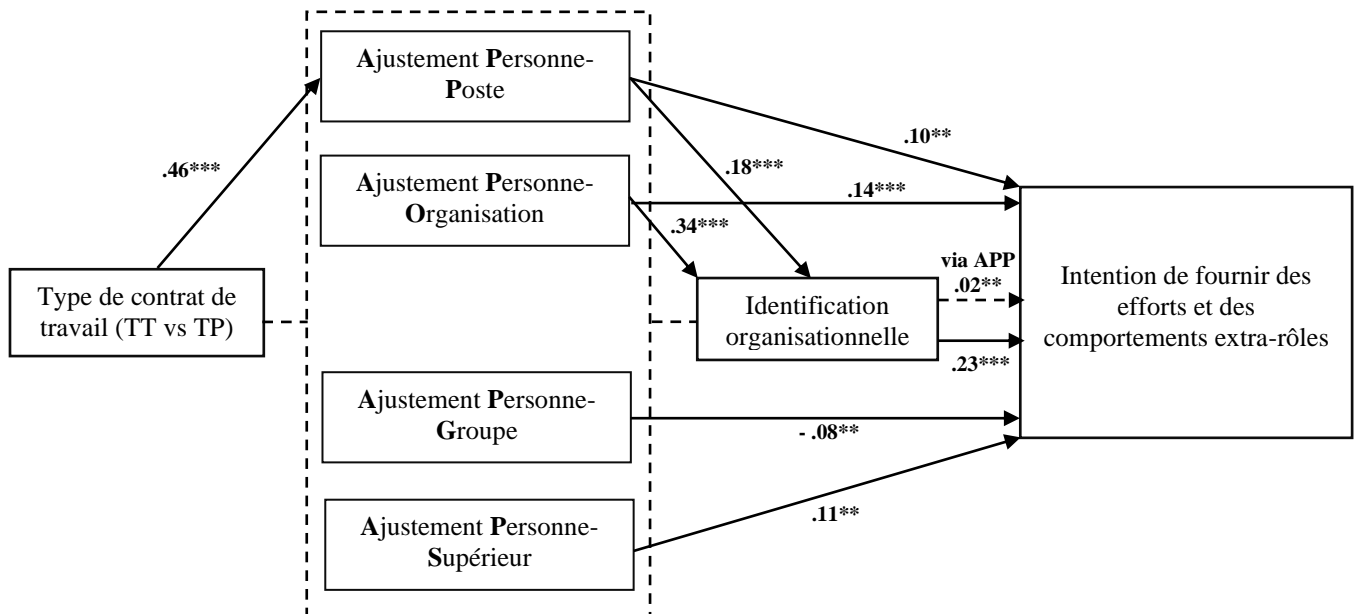 Ajustement Personne-
Poste
.10**
.46***
.18***
Ajustement Personne-
Organisation
.14***
.34***
via APP
.02**
Type de contrat de
travail (TT vs TP)
Identification
organisationnelle
Intention de fournir des
efforts et des
comportements extra-rôles
.23***
Ajustement Personne-
Groupe
- .08**
.11**
Ajustement Personne-
Supérieur